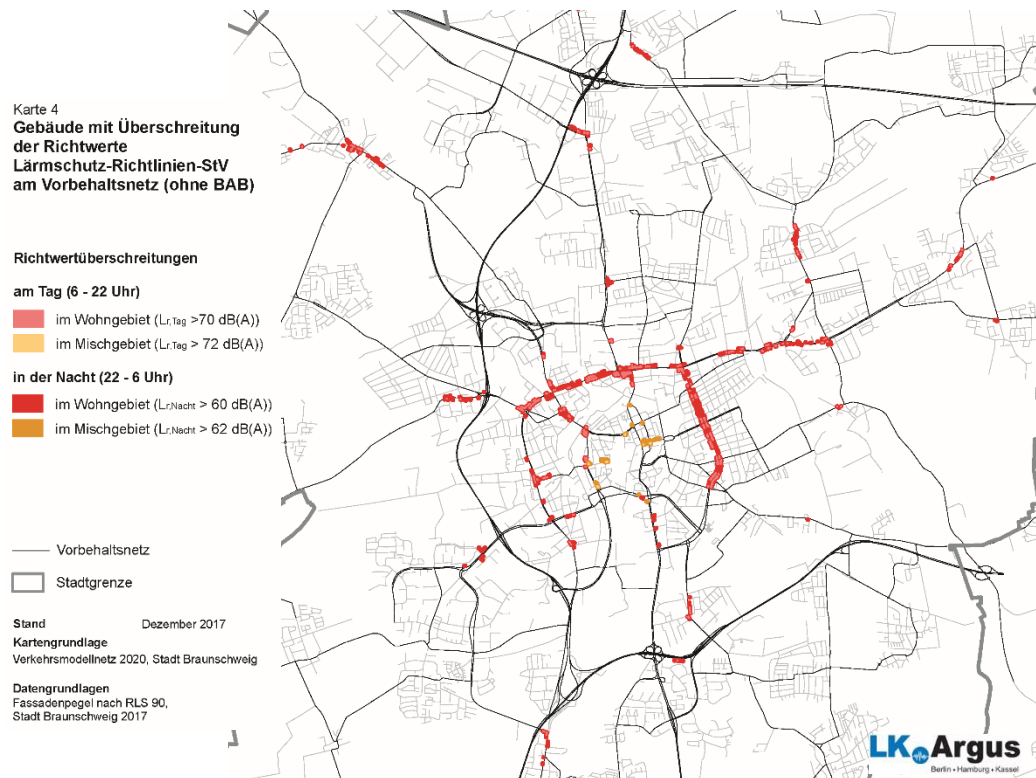 Karte 4
Gebäude mit Überschreitung
der Richtwerte
Lärmschutz-Richtlinien-StV
am Vorbehaltsnetz (ohne BAB)
Richtwertüberschreitungen
am Tag (6 - 22 Uhr)
im Wohngebiet (Lr,Tag >70 dB(A))
im Mischgebiet (Lr,Tag > 72 dB(A))
in der Nacht (22 - 6 Uhr)
im Wohngebiet (Lr,Nacht > 60 dB(A))
im Mischgebiet (Lr,Nacht > 62 dB(A))
Vorbehaltsnetz
Stadtgrenze
Stand Dezember 2017
Kartengrundlage
Verkehrsmodellnetz 2020, Stadt Braunschweig
Datengrundlagen
Fassadenpegel nach RLS 90,
Stadt Braunschweig 2017
LK Argus
Berlin • Hamburg • Kassel